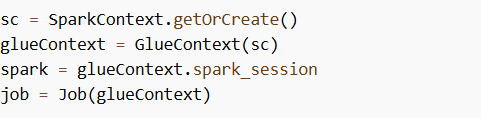 sc = SparkContext.getOrCreate()
glueContext = GlueContext(sc)
spark = glueContext.spark_session
job = Job(glueContext)